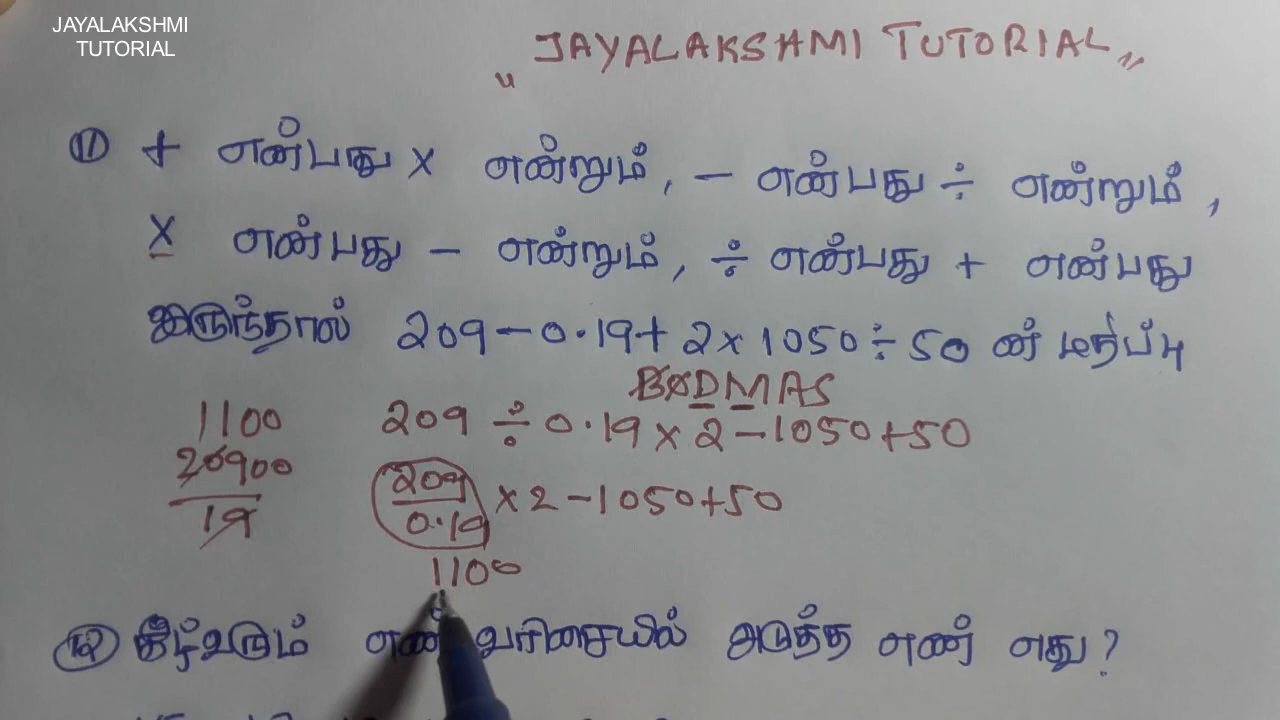 JAYALAKSHMI
TUTORIAL
„ JAYALAKSHMI TUTORIAL „
11 + என்பது × என்றும், − என்பது ÷ என்றும்,
× என்பது − என்றும், ÷ என்பது + என்பது
இருந்தால் 209 − 0.19 + 2 × 1050 ÷ 50 ன் மதிப்பு
BODMAS
1100 209 ÷ 0.19 × 2 − 1050 + 50
20900
19
209
0.19 × 2 − 1050 + 50
1100
12 கீழ்வரும் எண் வரிசையில் அடுத்த எண் எது?